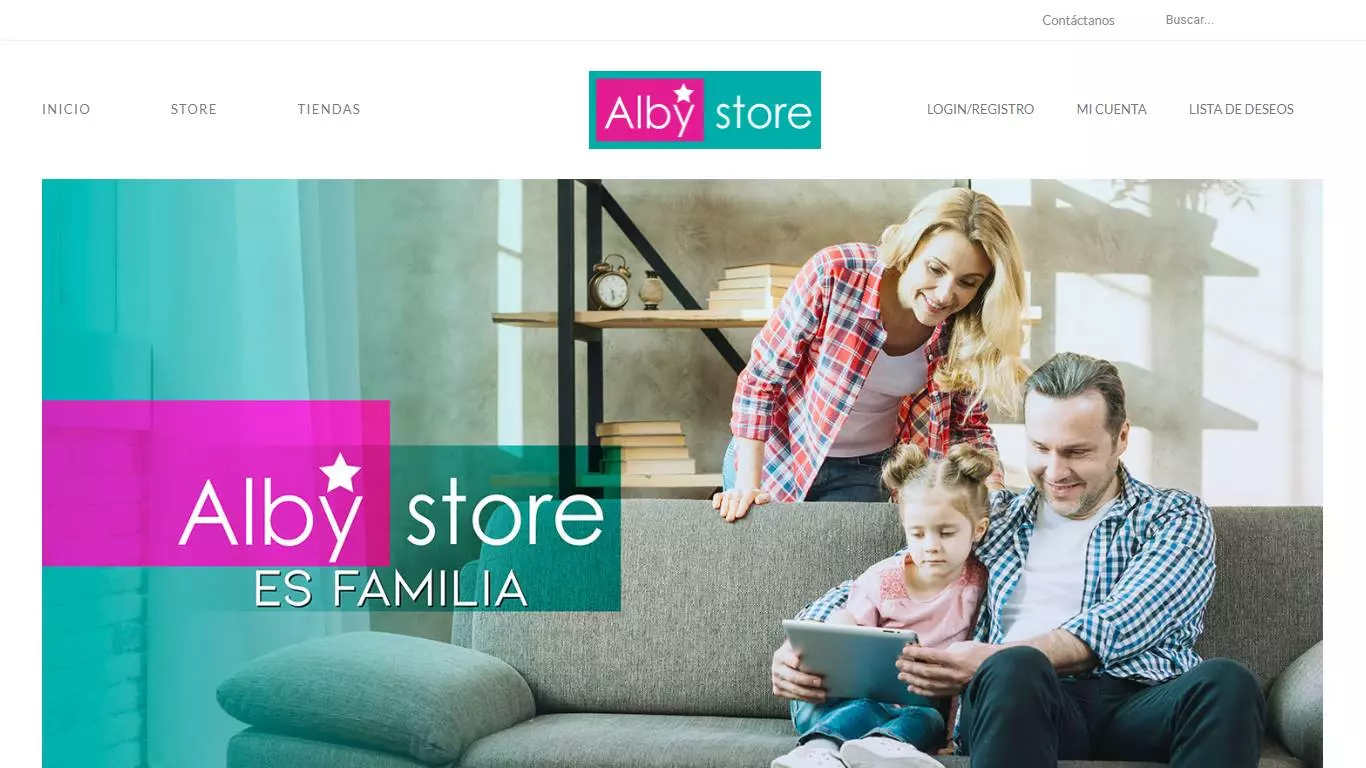 Contáctanos
Buscar...
INICIO
STORE
TIENDAS
Alby store
LOGIN/REGISTRO
MI CUENTA
LISTA DE DESEOS
Alby store
ES FAMILIA